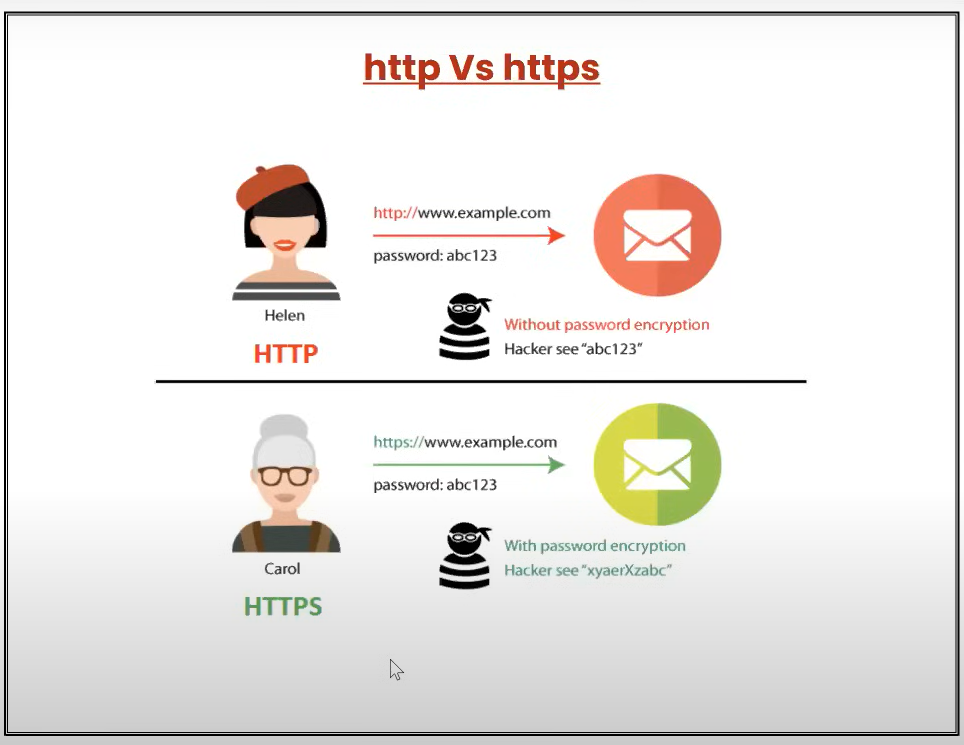 http Vs https
http://www.example.com
password: abc123
Helen
HTTP
Without password encryption
Hacker see “abc123”
https://www.example.com
password: abc123
Carol
HTTPS
With password encryption
Hacker see “xyaerXzabc”